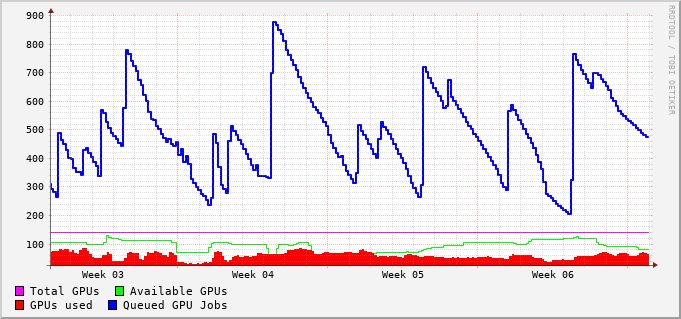 900
800
700
600
500
400
300
200
100
Week 03 Week 04 Week 05 Week 06
Total GPUs Available GPUs
GPUs used Queued GPU Jobs
RRDTOOL / TOBI OETIKER